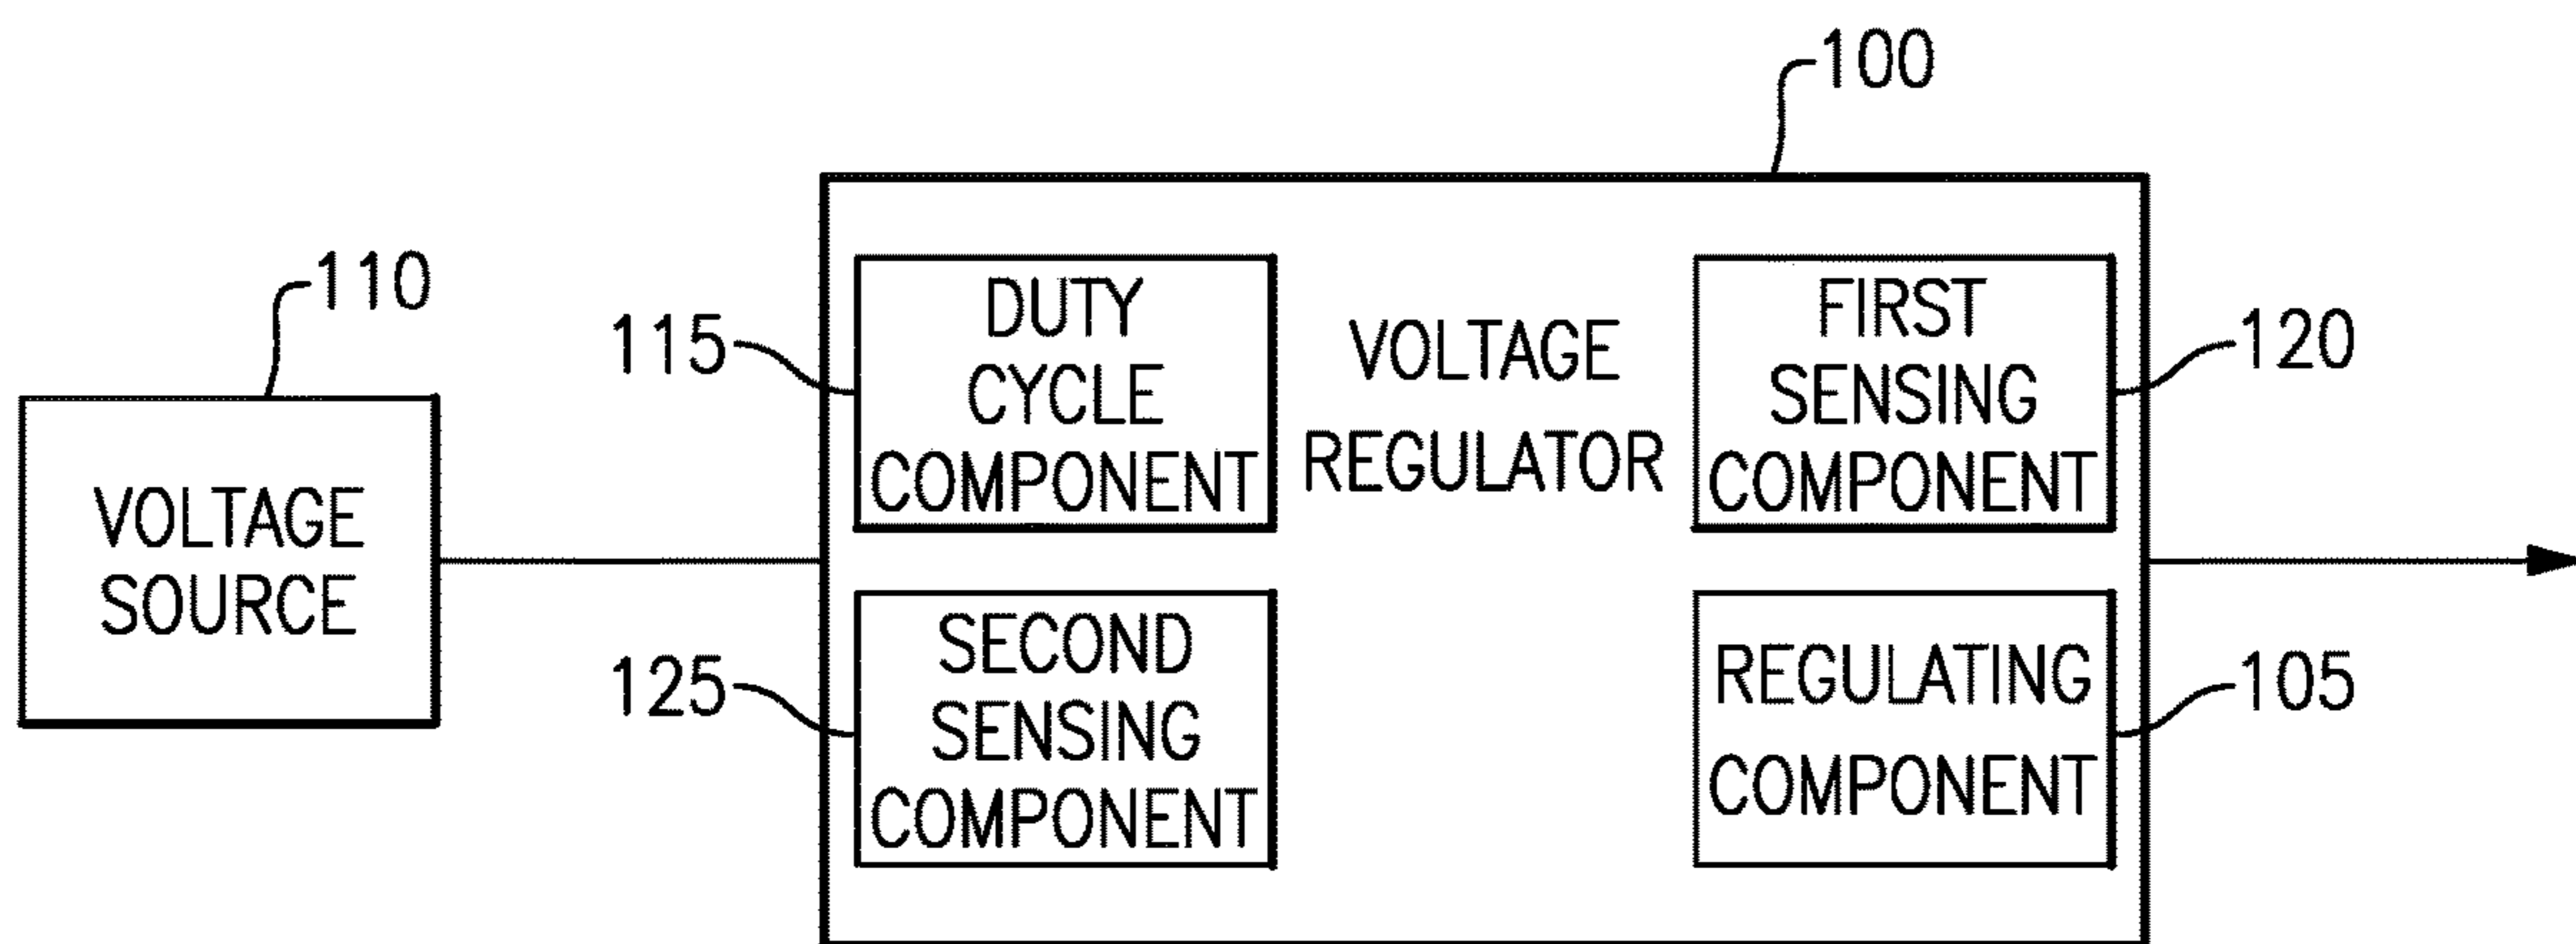 100
110
VOLTAGE
SOURCE
115
DUTY
CYCLE
COMPONENT
VOLTAGE
REGULATOR
FIRST
SENSING
COMPONENT
120
125
SECOND
SENSING
COMPONENT
REGULATING
COMPONENT
105